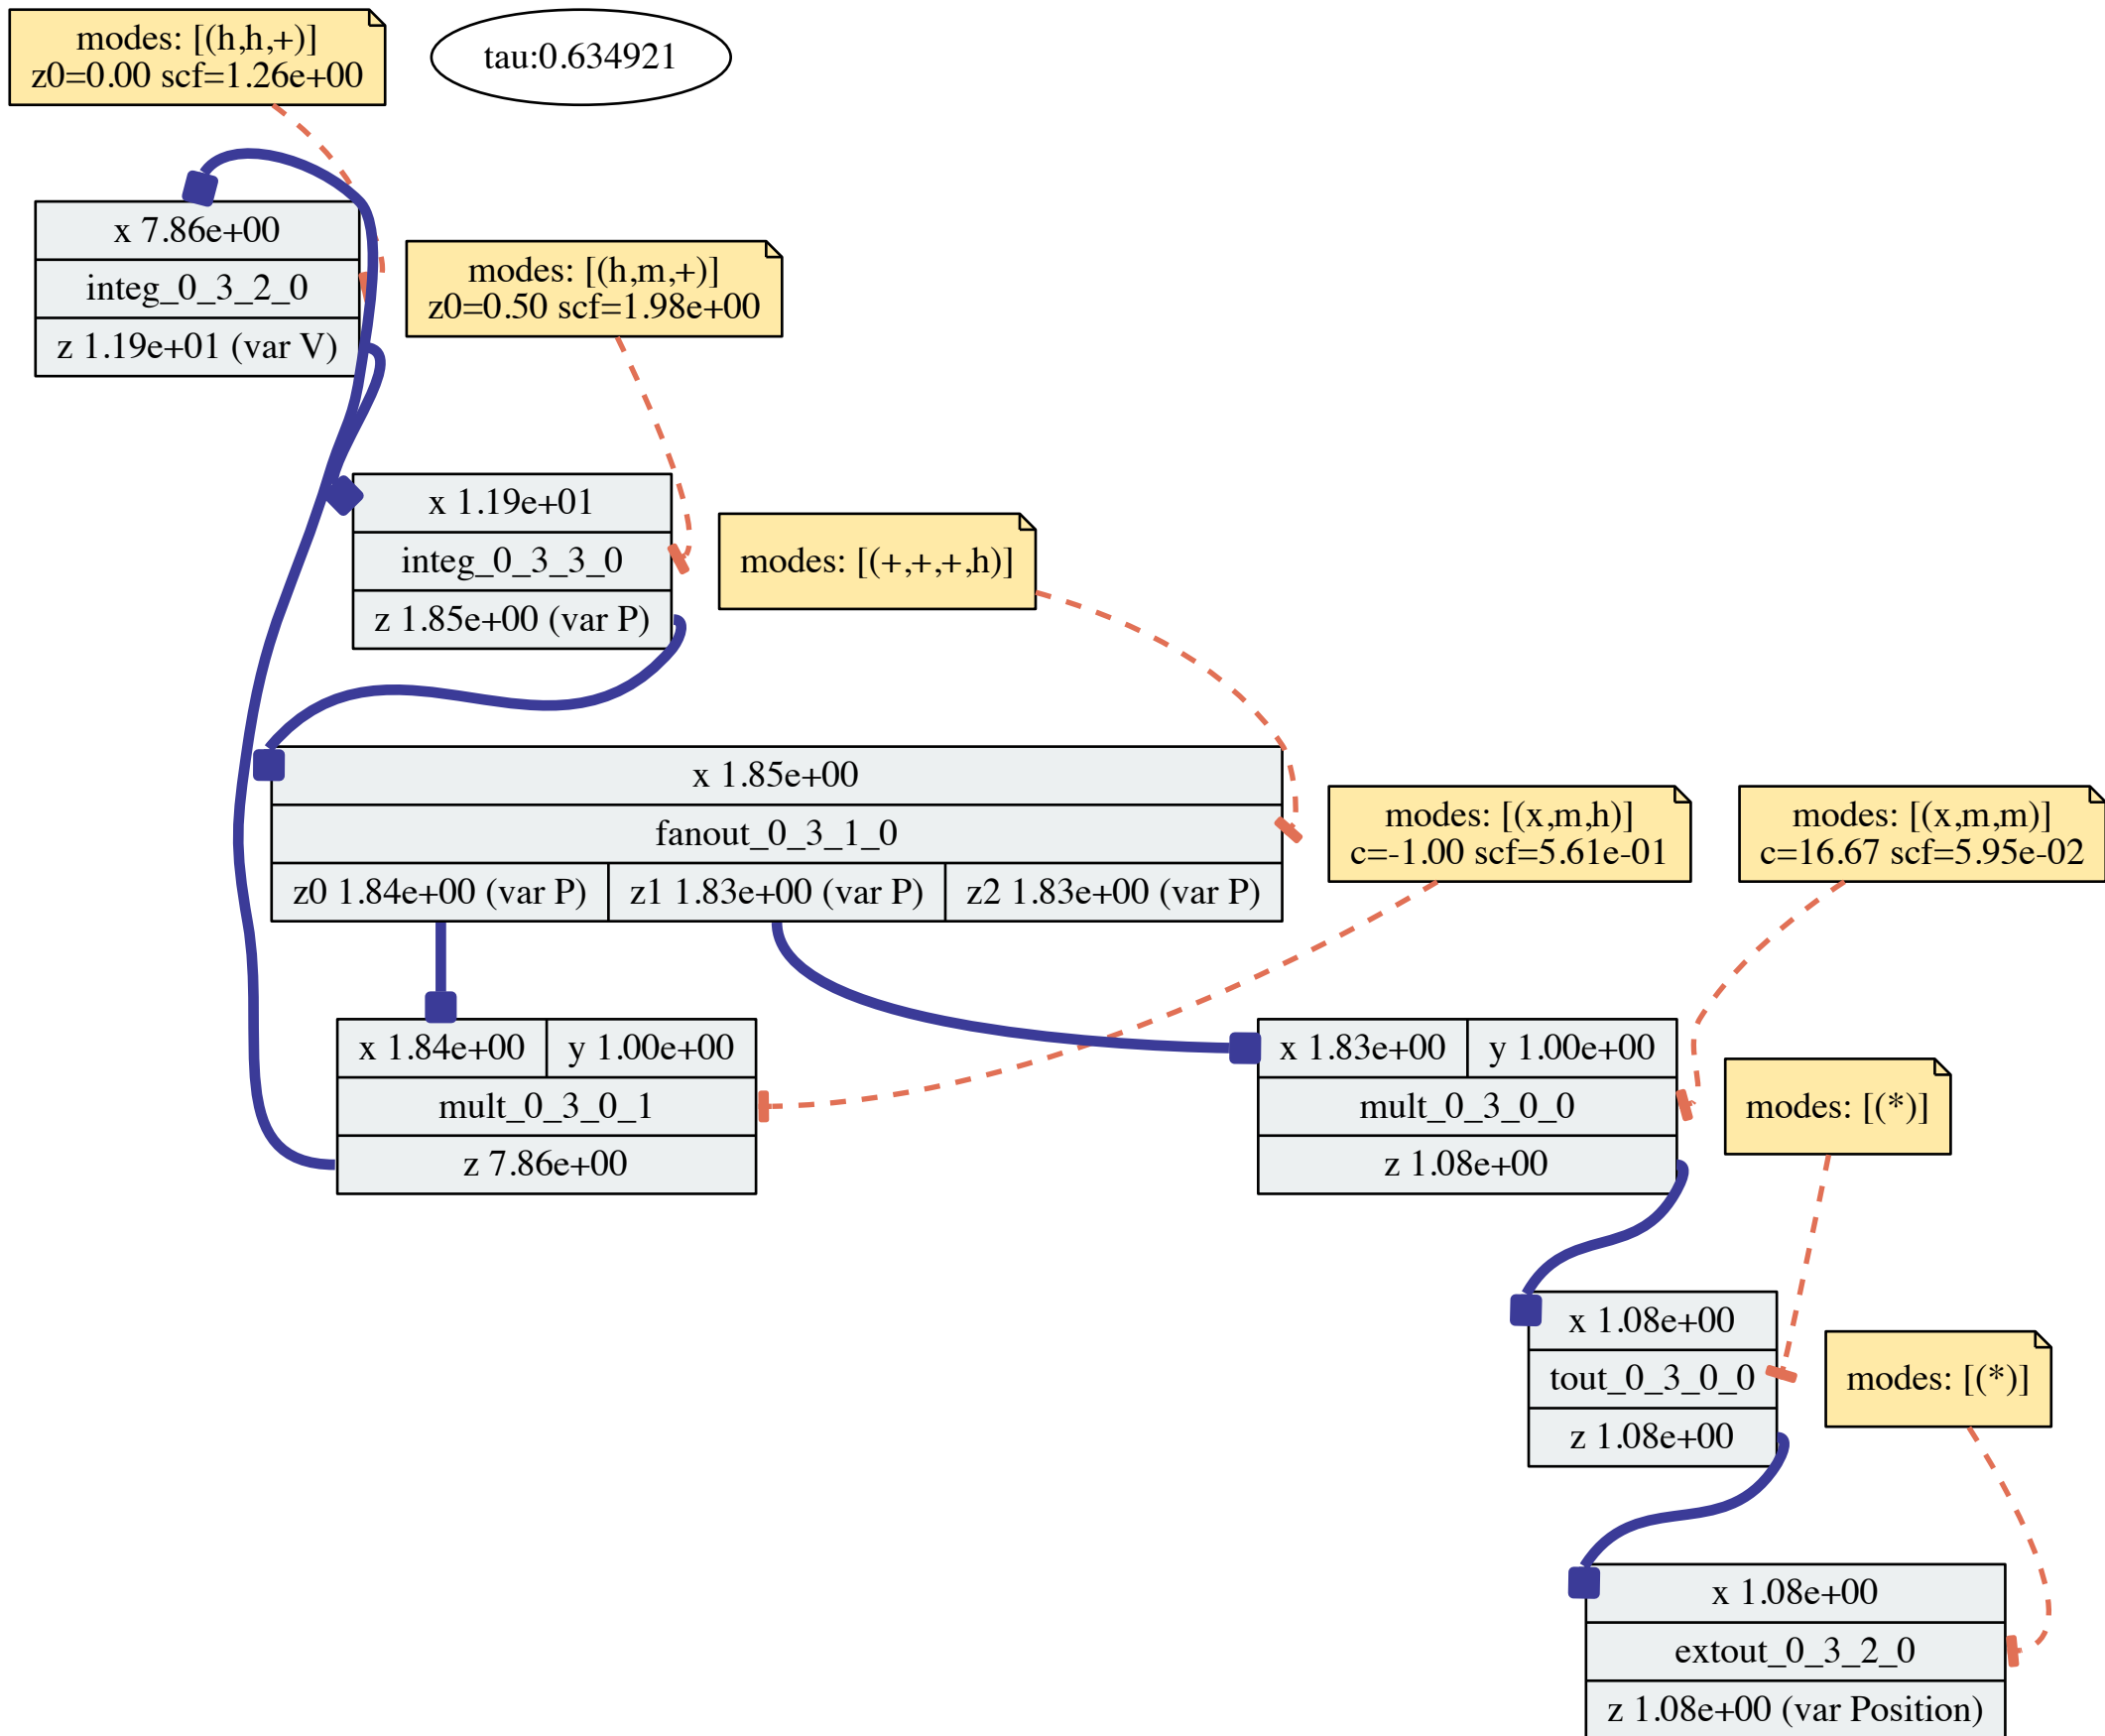 modes: [(h,h,+)]
z0=0.00 scf=1.26e+00
tau:0.634921
x 7.86e+00
integ_0_3_2_0
z 1.19e+01 (var V)
modes: [(h,m,+)]
z0=0.50 scf=1.98e+00
x 1.19e+01
integ_0_3_3_0
z 1.85e+00 (var P)
modes: [(+,+,+,h)]
x 1.85e+00
fanout_0_3_1_0
z0 1.84e+00 (var P)
z1 1.83e+00 (var P)
z2 1.83e+00 (var P)
modes: [(x,m,h)]
c=-1.00 scf=5.61e-01
modes: [(x,m,m)]
c=16.67 scf=5.95e-02
x 1.84e+00
y 1.00e+00
mult_0_3_0_1
z 7.86e+00
x 1.83e+00
y 1.00e+00
mult_0_3_0_0
z 1.08e+00
modes: [(*)]
x 1.08e+00
tout_0_3_0_0
z 1.08e+00
modes: [(*)]
x 1.08e+00
extout_0_3_2_0
z 1.08e+00 (var Position)